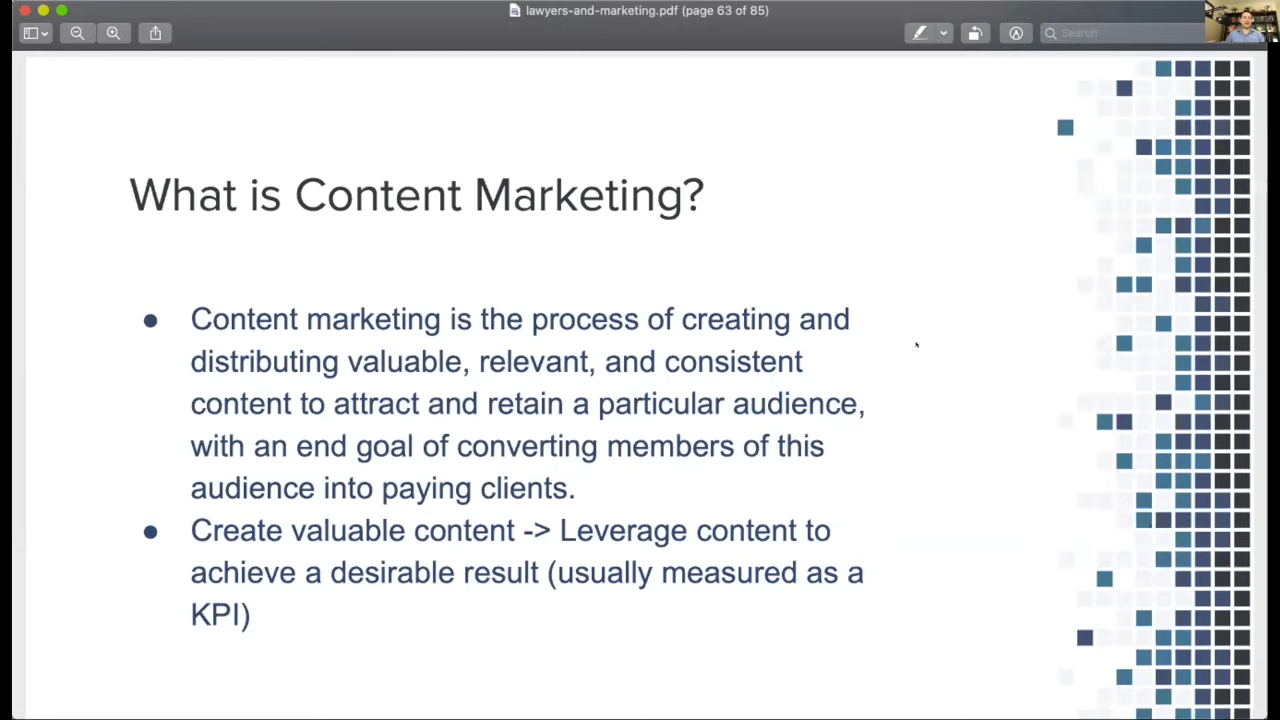 lawyers-and-marketing.pdf (page 63 of 85)
Search
What is Content Marketing?
● Content marketing is the process of creating and
distributing valuable, relevant, and consistent
content to attract and retain a particular audience,
with an end goal of converting members of this
audience into paying clients.
● Create valuable content -> Leverage content to
achieve a desirable result (usually measured as a
KPI)